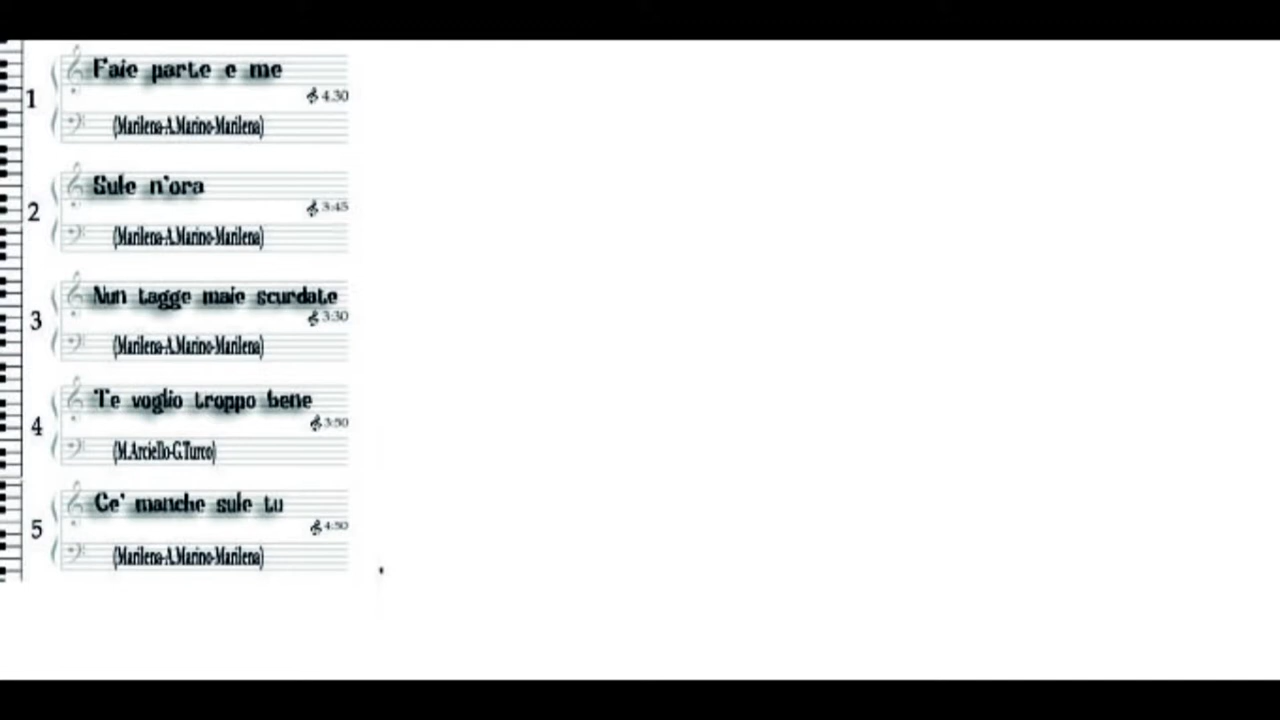 1
Faie parte e me
4.30
(Marilena-A.Marino-Marilena)
2
Sule n'ora
3:45
(Marilena-A.Marino-Marilena)
3
Nun tagge maie scurdate
3:30
(Marilena-A.Marino-Marilena)
4
Te voglio troppo bene
3:50
(M.Arciello-G.Turco)
5
Ce' manche sule tu
4:50
(Marilena-A.Marino-Marilena)